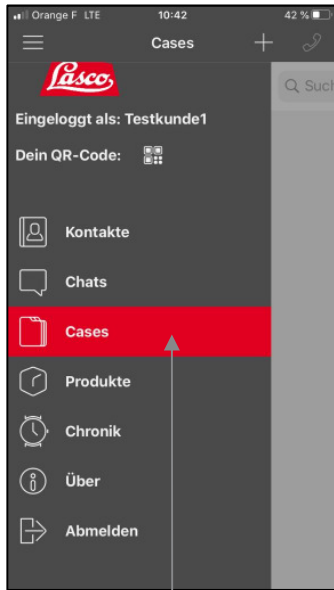 Orange F LTE 10:42 42 %
Cases
Lasco
Such
Eingeloggt als: Testkunde1
Dein QR-Code:
Kontakte
Chats
Cases
Produkte
Chronik
Über
Abmelden